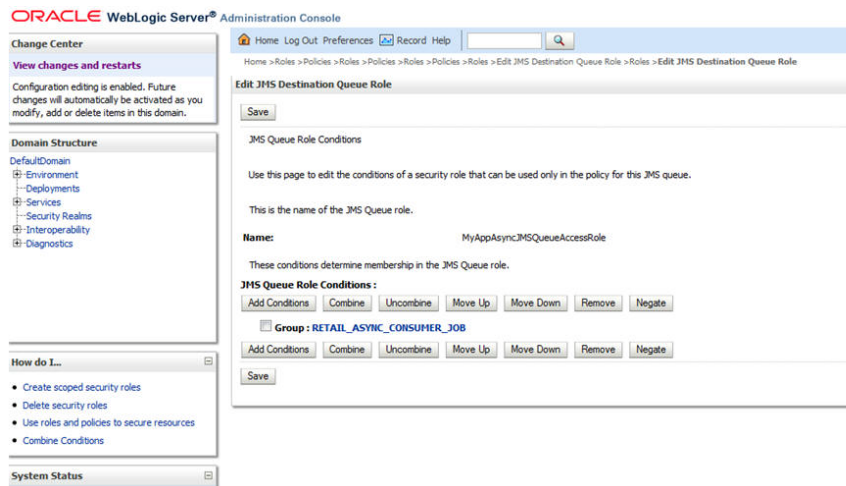 ORACLE WebLogic Server® Administration Console
Change Center
View changes and restarts
Configuration editing is enabled. Future
changes will automatically be activated as you
modify, add or delete items in this domain.
Domain Structure
DefaultDomain
Environment
Deployments
Services
Security Realms
Interoperability
Diagnostics
How do I...
Create scoped security roles
Delete security roles
Use roles and policies to secure resources
Combine Conditions
System Status
Home Log Out Preferences Record Help
Home >Roles >Policies >Roles >Policies >Roles >Policies >Roles >Edit JMS Destination Queue Role >Roles >Edit JMS Destination Queue Role
Edit JMS Destination Queue Role
Save
JMS Queue Role Conditions
Use this page to edit the conditions of a security role that can be used only in the policy for this JMS queue.
This is the name of the JMS Queue role.
Name: MyAppAsyncJMSQueueAccessRole
These conditions determine membership in the JMS Queue role.
JMS Queue Role Conditions :
Add Conditions Combine Uncombine Move Up Move Down Remove Negate
Group : RETAIL_ASYNC_CONSUMER_JOB
Add Conditions Combine Uncombine Move Up Move Down Remove Negate
Save